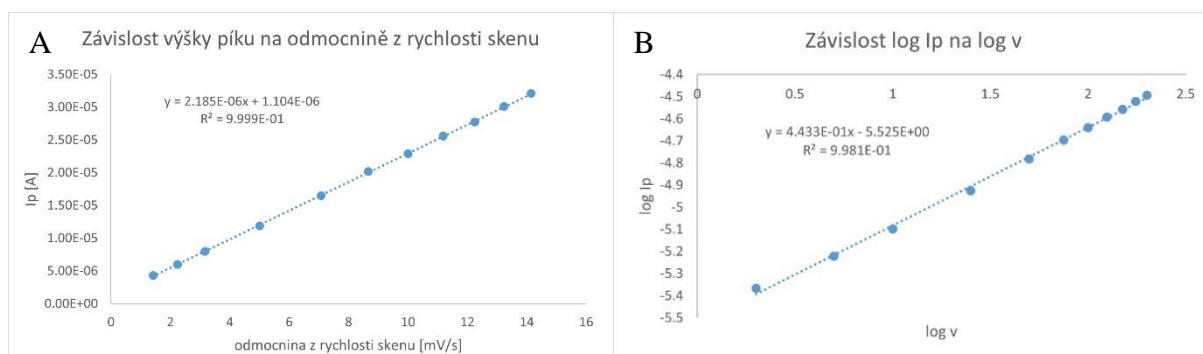 A
Závislost výšky píku na odmocnině z rychlosti skenu
3.50E-05
3.00E-05
2.50E-05
2.00E-05
1.50E-05
1.00E-05
5.00E-06
0.00E+00
Ip [A]
y = 2.185E-06x + 1.104E-06
R² = 9.999E-01
0 2 4 6 8 10 12 14 16
odmocnina z rychlosti skenu [mV/s]
B
Závislost log Ip na log v
0 0.5 1 1.5 2 2.5
y = 4.433E-01x - 5.525E+00
R² = 9.981E-01
-4.4
-4.5
-4.6
-4.7
-4.8
-4.9
-5
-5.1
-5.2
-5.3
-5.4
-5.5
log Ip
log v